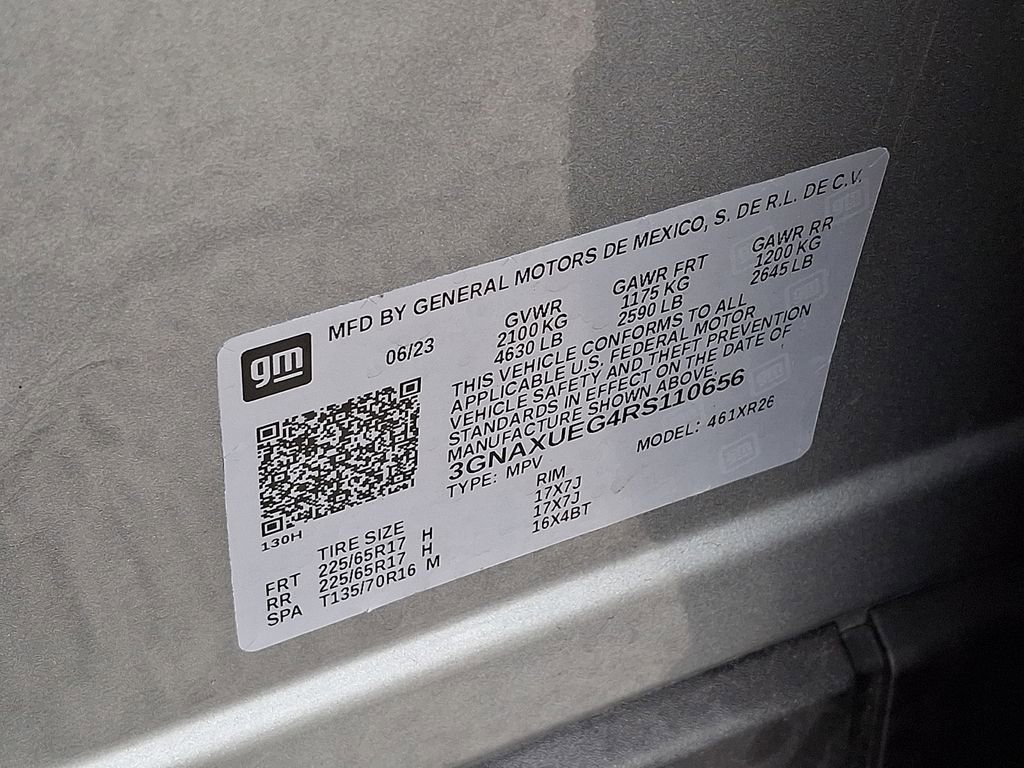 gm
MFD BY GENERAL MOTORS DE MEXICO, S. DE R.L. DE C.V.
06/23
GVWR GAWR FRT GAWR RR
2100 KG 1175 KG 1200 KG
4630 LB 2590 LB 2645 LB
THIS VEHICLE CONFORMS TO ALL
APPLICABLE U.S. FEDERAL MOTOR
VEHICLE SAFETY AND THEFT PREVENTION
STANDARDS IN EFFECT ON THE DATE OF
MANUFACTURE SHOWN ABOVE.
3GNAXUEG4RS110656
TYPE: MPV MODEL: 461XR26
130H
TIRE SIZE RIM
FRT 225/65R17 H 17X7J
RR 225/65R17 H 17X7J
SPA T135/70R16 M 16X4BT